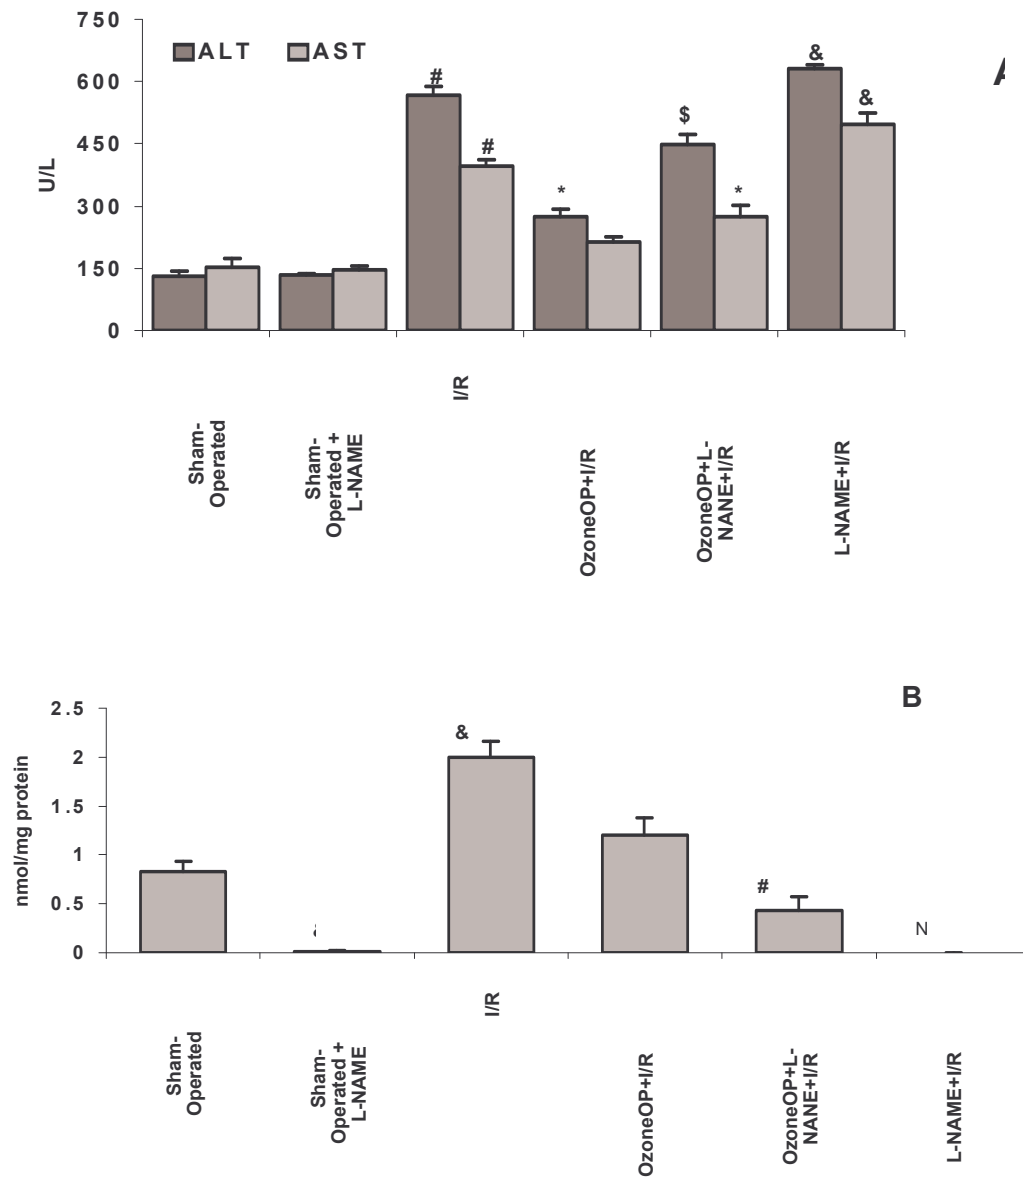 750
600
450
300
150
0
U/L
ALT AST
#
#
*
$
*
&
&
Sham-
Operated
Sham-
Operated +
L-NAME
I/R
OzoneOP+I/R
OzoneOP+L-
NANE+I/R
L-NAME+I/R
B
2.5
2
1.5
1
0.5
0
nmol/mg protein
&
#
N
Sham-
Operated
Sham-
Operated +
L-NAME
I/R
OzoneOP+I/R
OzoneOP+L-
NANE+I/R
L-NAME+I/R